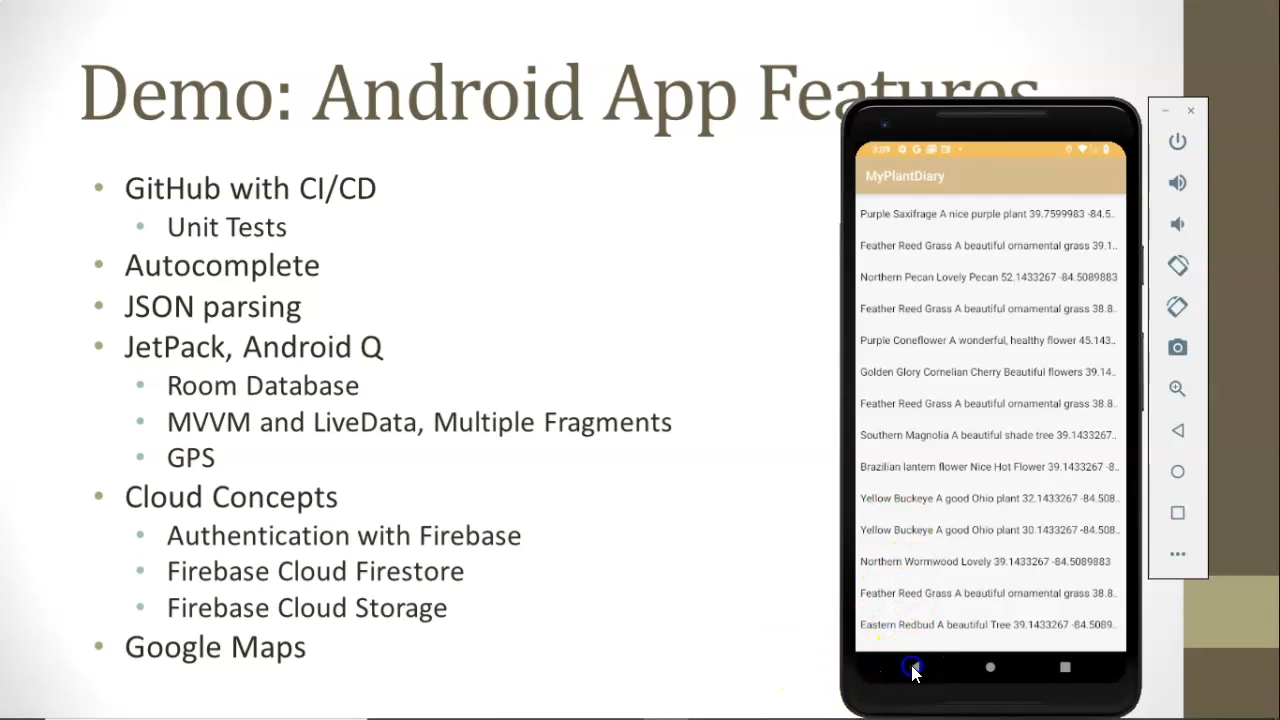 Demo: Android App Features
GitHub with CI/CD
Unit Tests
Autocomplete
JSON parsing
JetPack, Android Q
Room Database
MVVM and LiveData, Multiple Fragments
GPS
Cloud Concepts
Authentication with Firebase
Firebase Cloud Firestore
Firebase Cloud Storage
Google Maps
MyPlantDiary
Purple Saxifrage A nice purple plant 39.7599983 -84.5..
Feather Reed Grass A beautiful ornamental grass 39.1..
Northern Pecan Lovely Pecan 52.1433267 -84.5089883
Feather Reed Grass A beautiful ornamental grass 38.8..
Purple Coneflower A wonderful, healthy flower 45.143..
Golden Glory Cornelian Cherry Beautiful flowers 39.14..
Feather Reed Grass A beautiful ornamental grass 38.8..
Southern Magnolia A beautiful shade tree 39.1433267..
Brazilian lantern flower Nice Hot Flower 39.1433267 -8..
Yellow Buckeye A good Ohio plant 32.1433267 -84.508..
Yellow Buckeye A good Ohio plant 30.1433267 -84.508..
Northern Wormwood Lovely 39.1433267 -84.5089883
Feather Reed Grass A beautiful ornamental grass 38.8..
Eastern Redbud A beautiful Tree 39.1433267 -84.5089..